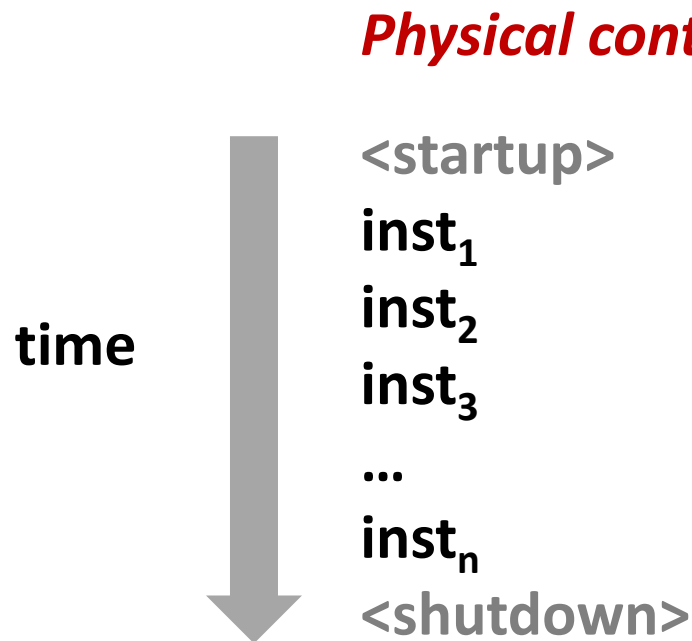 Physical cont
<startup>
inst₁
inst₂
time
inst₃
...
instₙ
<shutdown>